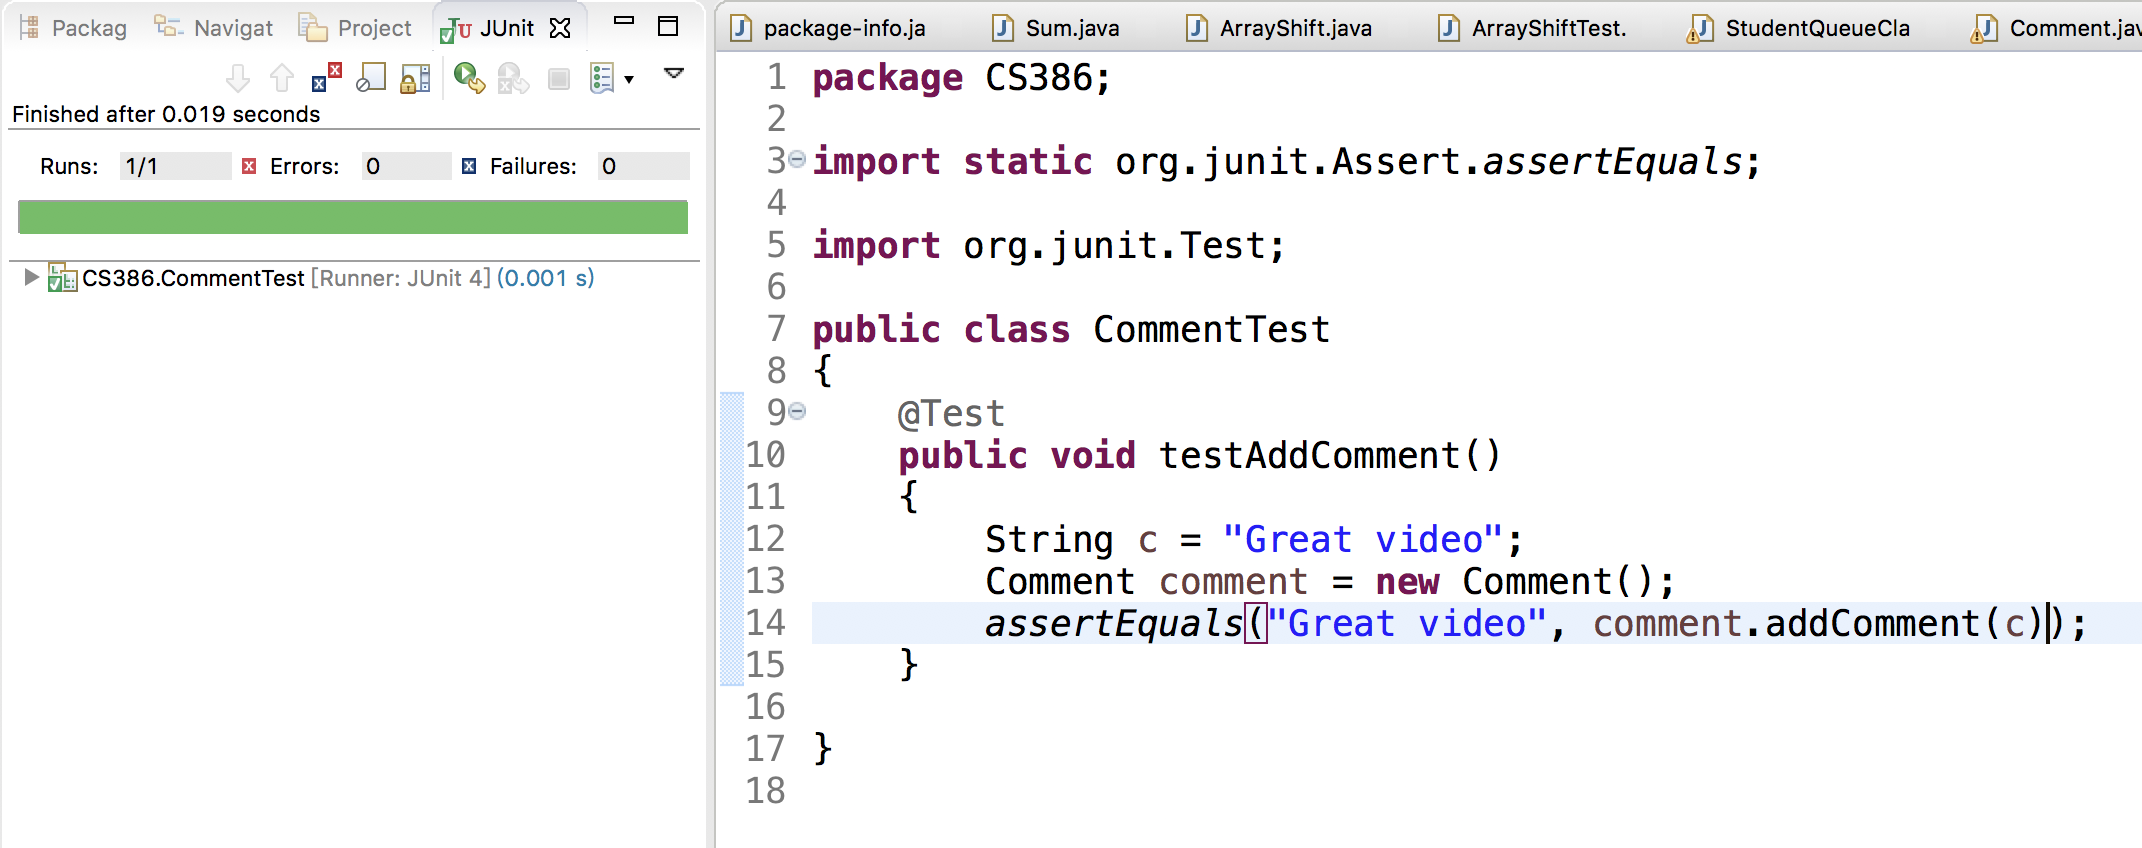 Packag Navigat Project JUnit
Finished after 0.019 seconds
Runs: 1/1 Errors: 0 Failures: 0
CS386.CommentTest [Runner: JUnit 4] (0.001 s)
package-info.ja Sum.java ArrayShift.java ArrayShiftTest. StudentQueueCla Comment.jav
1 package CS386;
2
3 import static org.junit.Assert.assertEquals;
4
5 import org.junit.Test;
6
7 public class CommentTest
8 {
9 @Test
10 public void testAddComment()
11 {
12 String c = "Great video";
13 Comment comment = new Comment();
14 assertEquals("Great video", comment.addComment(c));
15 }
16
17 }
18